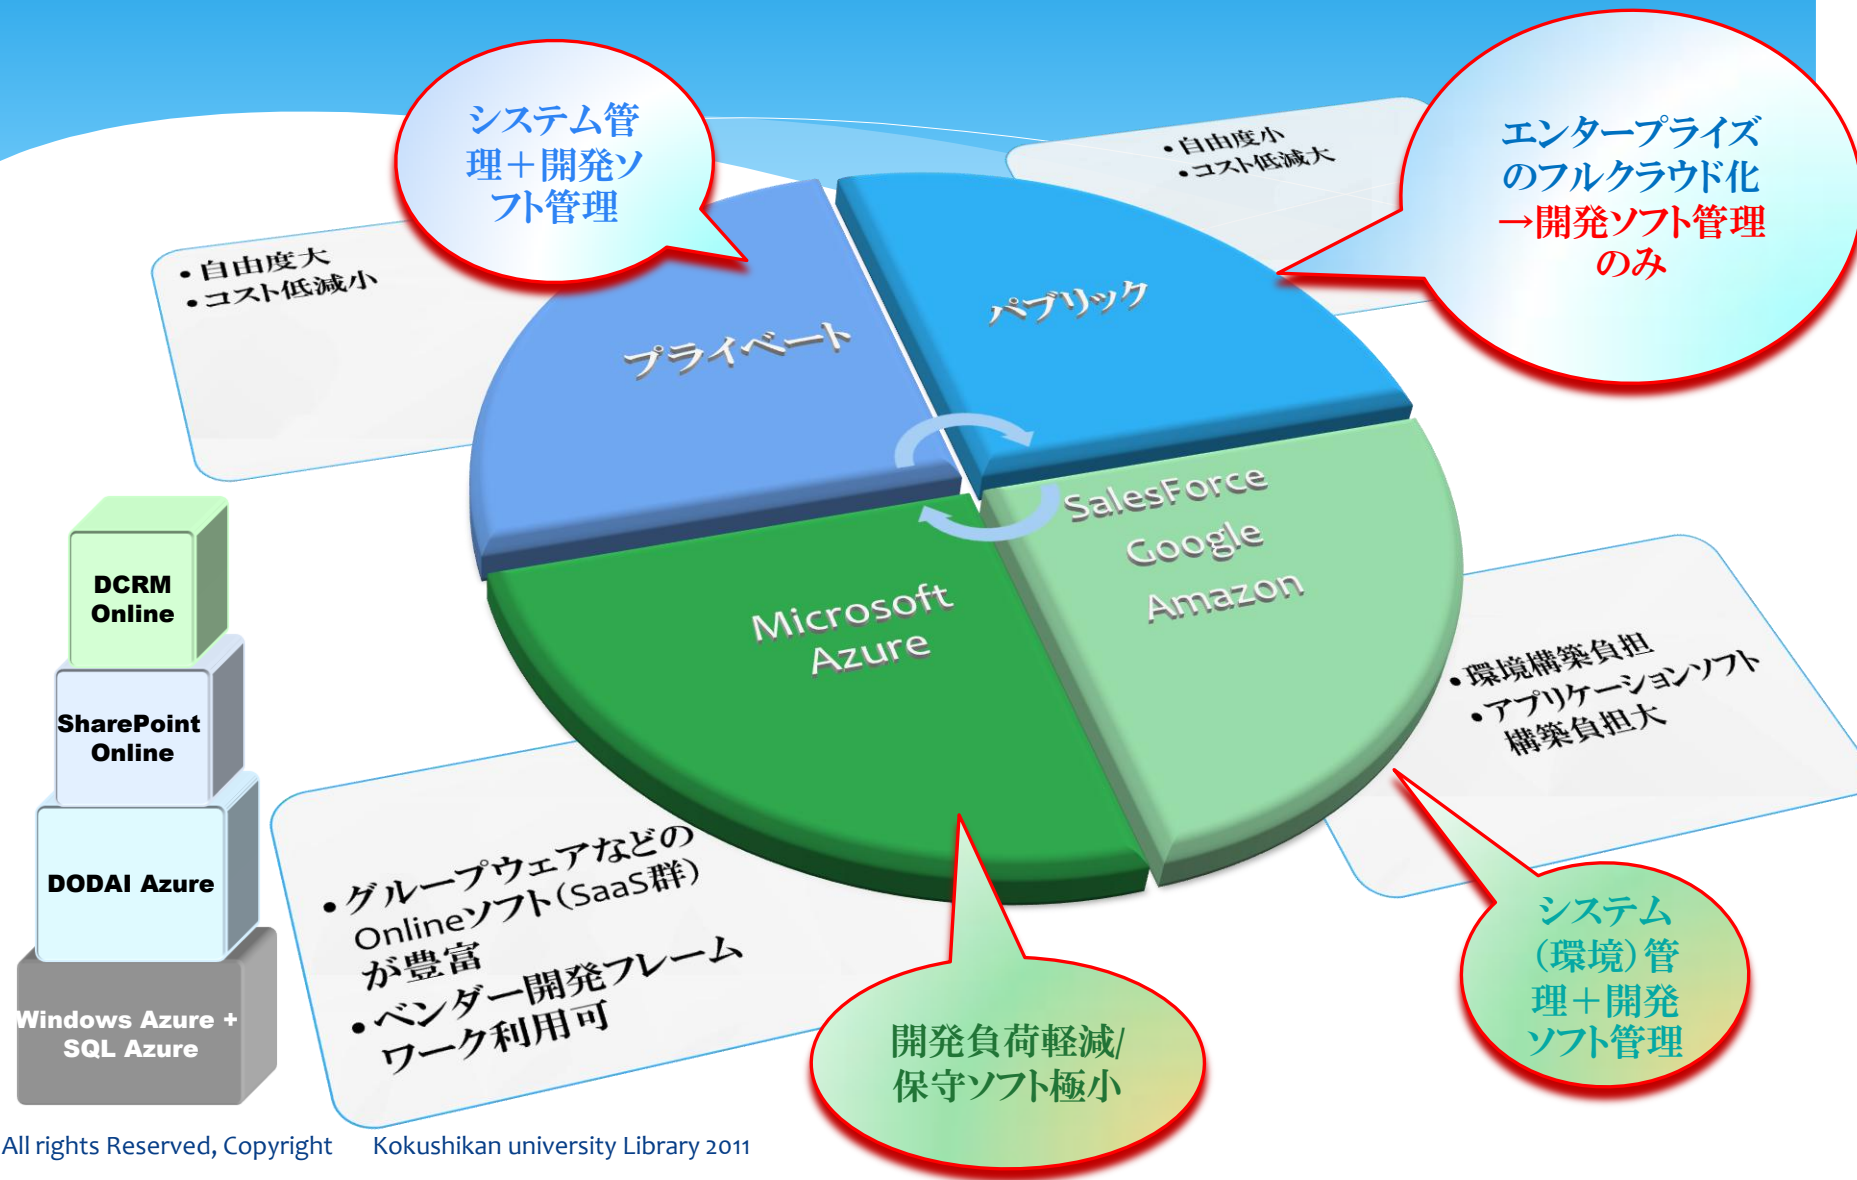 システム管
理＋開発ソ
フト管理
エンタープライズ
のフルクラウド化
→開発ソフト管理
のみ
•自由度大
•コスト低減小
•自由度小
•コスト低減大
プライベート
パブリック
SalesForce
Google
Amazon
Microsoft
Azure
DCRM
Online
SharePoint
Online
DODAI Azure
Windows Azure +
SQL Azure
•環境構築負担
•アプリケーションソフト
構築負担大
•グループウェアなどの
Onlineソフト（SaaS群）
が豊富
•ベンダー開発フレーム
ワーク利用可
開発負荷軽減/
保守ソフト極小
システム
（環境）管
理＋開発
ソフト管理
All rights Reserved, Copyright Kokushikan university Library 2011